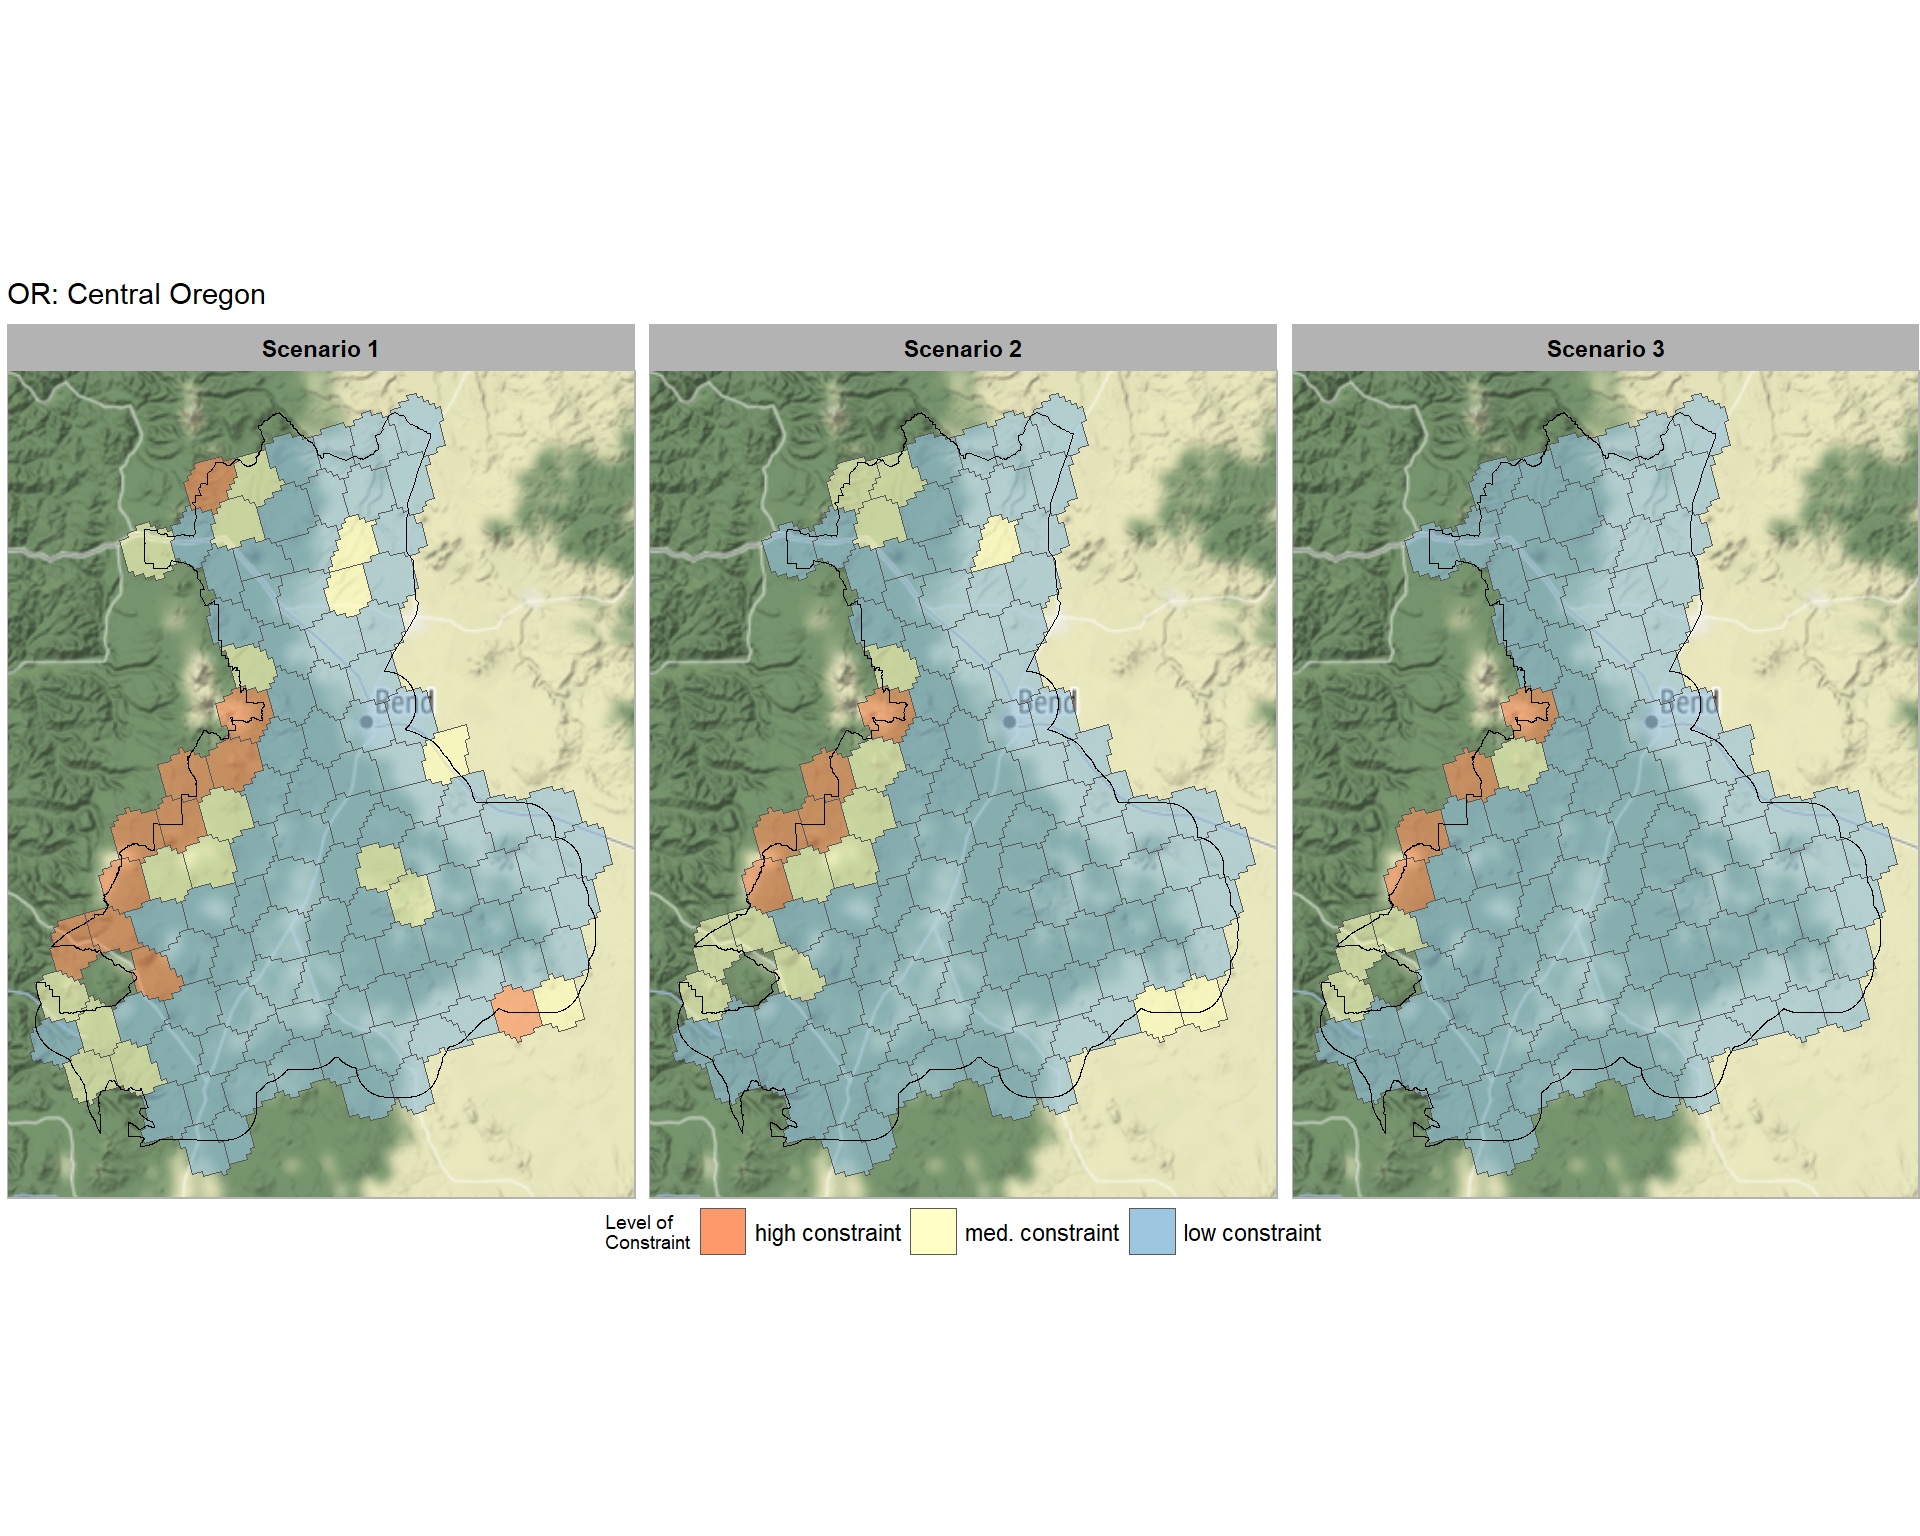 OR: Central Oregon
Scenario 1
Scenario 2
Scenario 3
Bend
Bend
Bend
Level of
Constraint
high constraint
med. constraint
low constraint